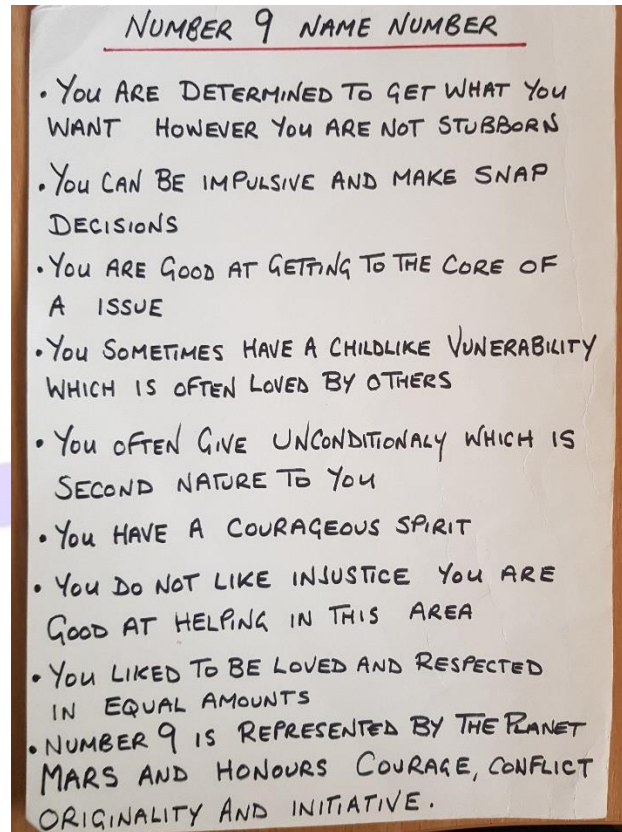 NUMBER 9 NAME NUMBER
• YOU ARE DETERMINED TO GET WHAT YOU
WANT HOWEVER YOU ARE NOT STUBBORN
• YOU CAN BE IMPULSIVE AND MAKE SNAP
DECISIONS
• YOU ARE GOOD AT GETTING TO THE CORE OF
A ISSUE
• YOU SOMETIMES HAVE A CHILDLIKE VUNERABILITY
WHICH IS OFTEN LOVED BY OTHERS
• YOU OFTEN GIVE UNCONDITIONALY WHICH IS
SECOND NATURE TO YOU
• YOU HAVE A COURAGEOUS SPIRIT
• YOU DO NOT LIKE INJUSTICE YOU ARE
GOOD AT HELPING IN THIS AREA
• YOU LIKED TO BE LOVED AND RESPECTED
IN EQUAL AMOUNTS
• NUMBER 9 IS REPRESENTED BY THE PLANET
MARS AND HONOURS COURAGE, CONFLICT
ORIGINALITY AND INITIATIVE.